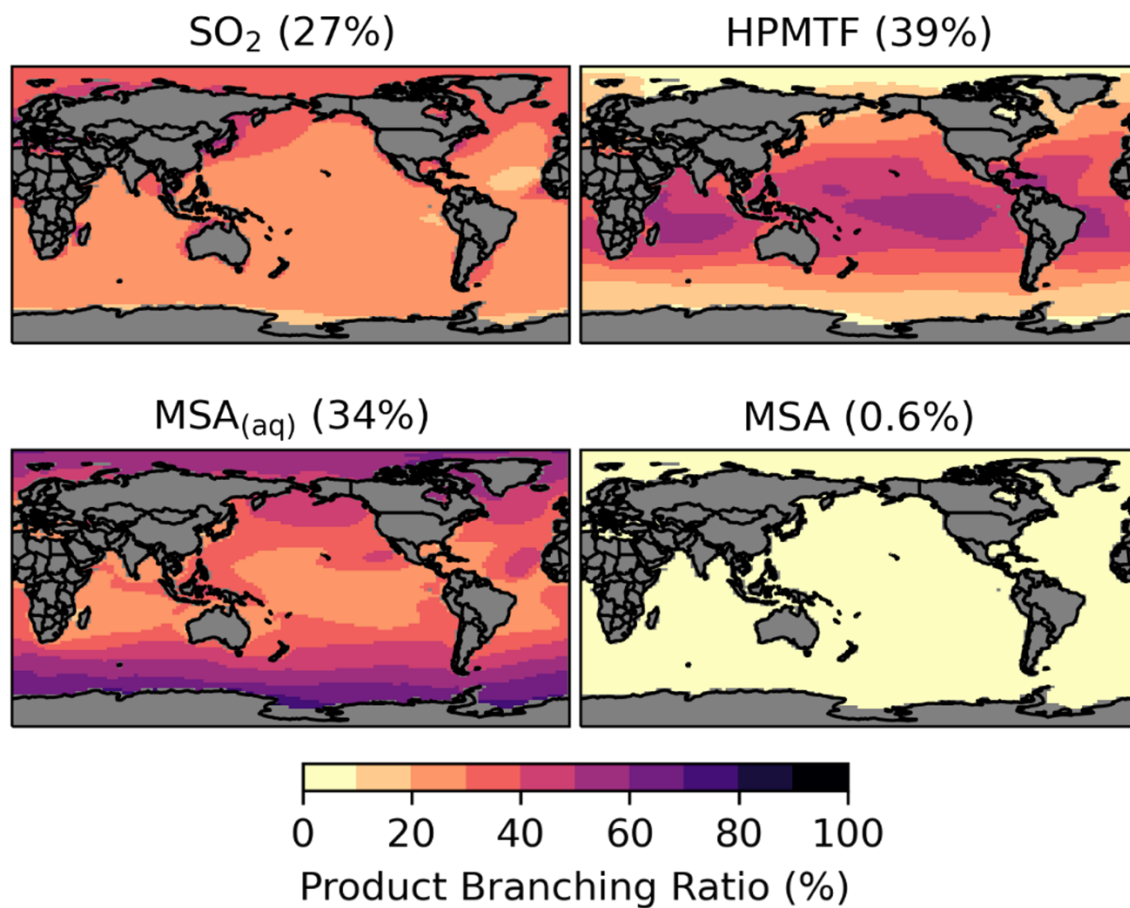 SO₂ (27%)
HPMTF (39%)
MSA₍aq₎ (34%)
MSA (0.6%)
0 20 40 60 80 100
Product Branching Ratio (%)